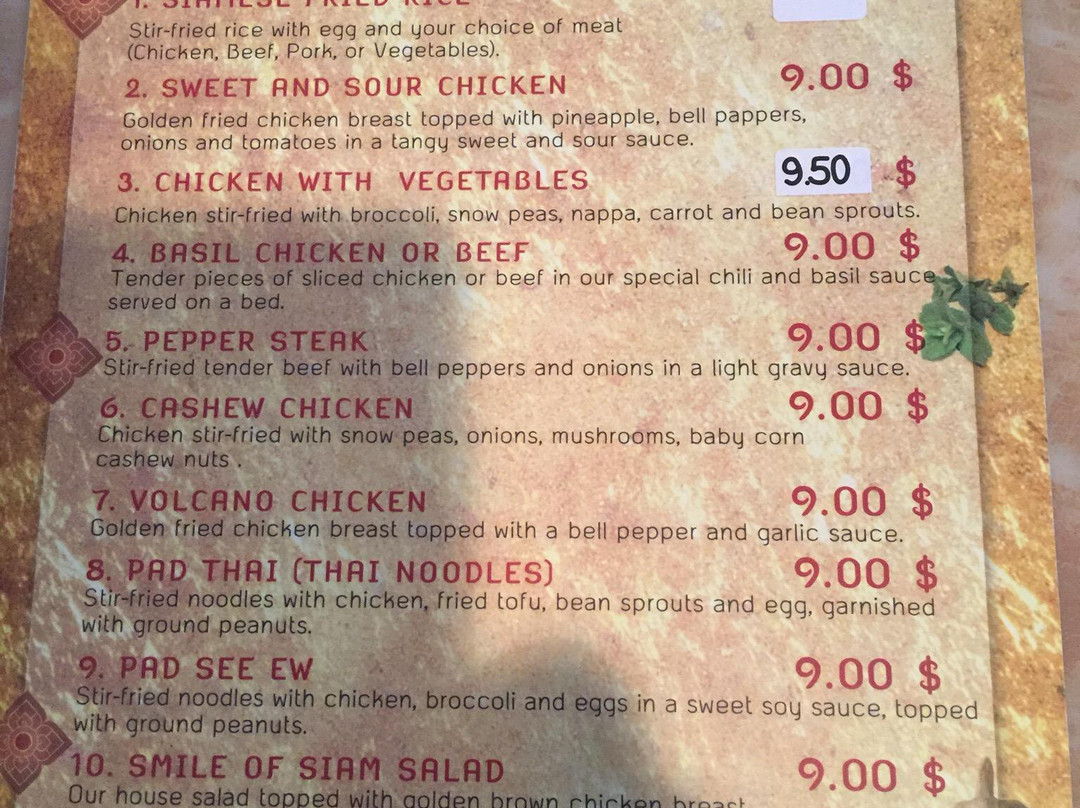 1. SIAMESE FRIED RICE
Stir-fried rice with egg and your choice of meat
(Chicken, Beef, Pork, or Vegetables).
2. SWEET AND SOUR CHICKEN 9.00 $
Golden fried chicken breast topped with pineapple, bell pappers,
onions and tomatoes in a tangy sweet and sour sauce.
3. CHICKEN WITH VEGETABLES 9.50 $
Chicken stir-fried with broccoli, snow peas, nappa, carrot and bean sprouts.
4. BASIL CHICKEN OR BEEF 9.00 $
Tender pieces of sliced chicken or beef in our special chili and basil sauce
served on a bed.
5. PEPPER STEAK 9.00 $
Stir-fried tender beef with bell peppers and onions in a light gravy sauce.
6. CASHEW CHICKEN 9.00 $
Chicken stir-fried with snow peas, onions, mushrooms, baby corn
cashew nuts .
7. VOLCANO CHICKEN 9.00 $
Golden fried chicken breast topped with a bell pepper and garlic sauce.
8. PAD THAI (THAI NOODLES) 9.00 $
Stir-fried noodles with chicken, fried tofu, bean sprouts and egg, garnished
with ground peanuts.
9. PAD SEE EW 9.00 $
Stir-fried noodles with chicken, broccoli and eggs in a sweet soy sauce, topped
with ground peanuts.
10. SMILE OF SIAM SALAD 9.00 $
Our house salad topped with golden brown chicken breast